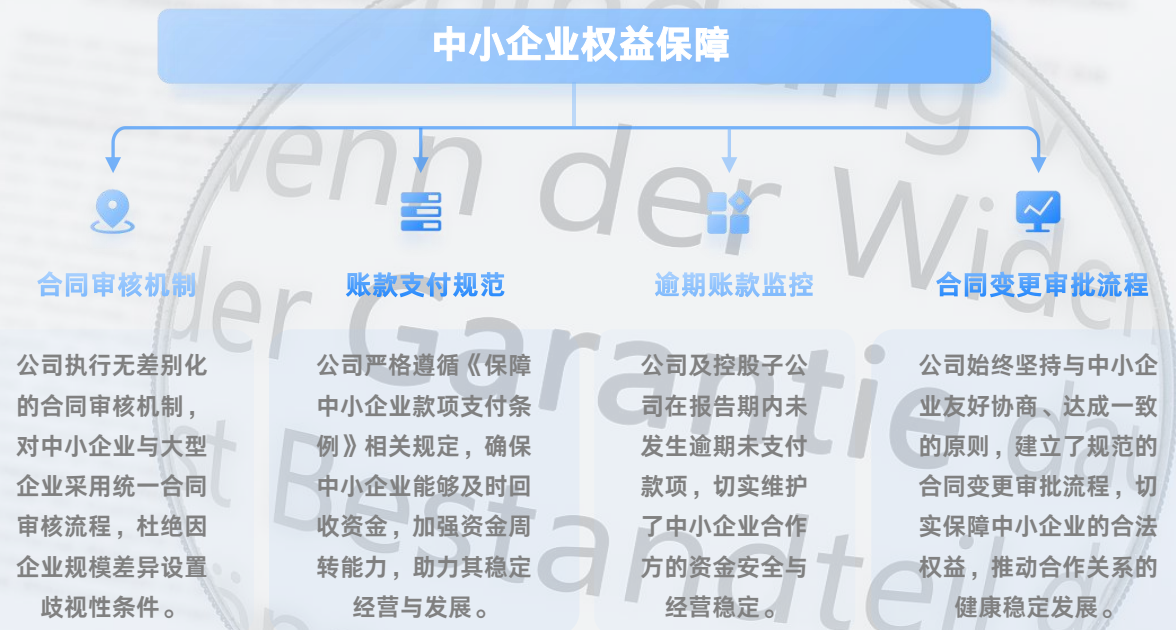 中小企业权益保障
合同审核机制
公司执行无差别化
的合同审核机制，
对中小企业与大型
企业采用统一合同
审核流程，杜绝因
企业规模差异设置
歧视性条件。
账款支付规范
公司严格遵循《保障
中小企业款项支付条
例》相关规定，确保
中小企业能够及时回
收资金，加强资金周
转能力，助力其稳定
经营与发展。
逾期账款监控
公司及控股子公
司在报告期内未
发生逾期未支付
款项，切实维护
了中小企业合作
方的资金安全与
经营稳定。
合同变更审批流程
公司始终坚持与中小企
业友好协商、达成一致
的原则，建立了规范的
合同变更审批流程，切
实保障中小企业的合法
权益，推动合作关系的
健康稳定发展。
wenn der Wid
der Garantie dat
st Bestandteil d